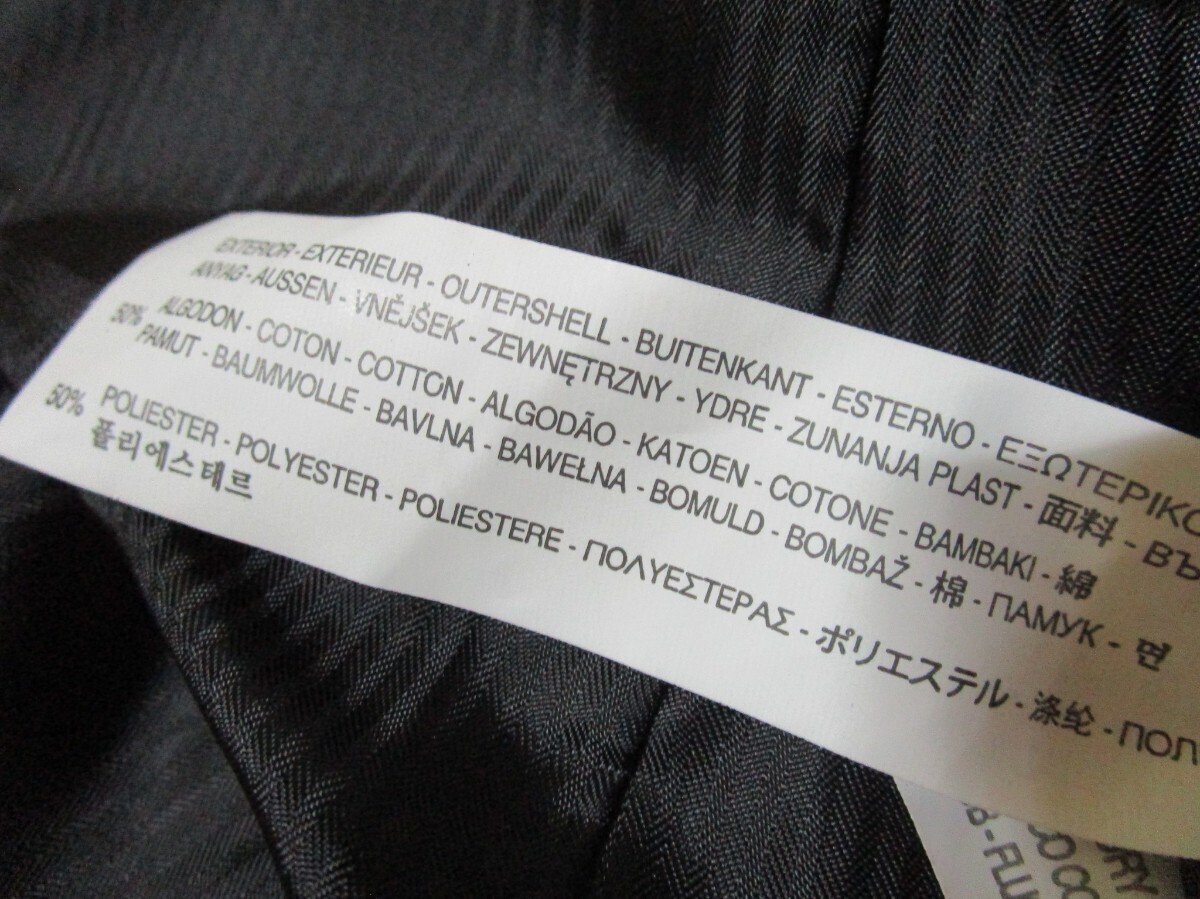 EXTERIOR - EXTERIEUR - OUTERSHELL - BUITENKANT - ESTERNO - ΕΞΩΤΕΡΙΚΟ
ANYAG - AUSSEN - VNĚJŠEK - ZEWNĘTRZNY - YDRE - ZUNANJA PLAST - 面料 - ВЪ
50% ALGODON - COTON - COTTON - ALGODÃO - KATOEN - COTONE - BAMBAKI - 綿
PAMUT - BAUMWOLLE - BAVLNA - BAWEŁNA - BOMULD - BOMBAŽ - 棉 - ПАМУК - 면
50% POLIESTER - POLYESTER - POLIESTERE - ΠΟΛΥΕΣΤΕΡΑΣ - ポリエステル - 涤纶 - ПОЛ
폴리에스테르